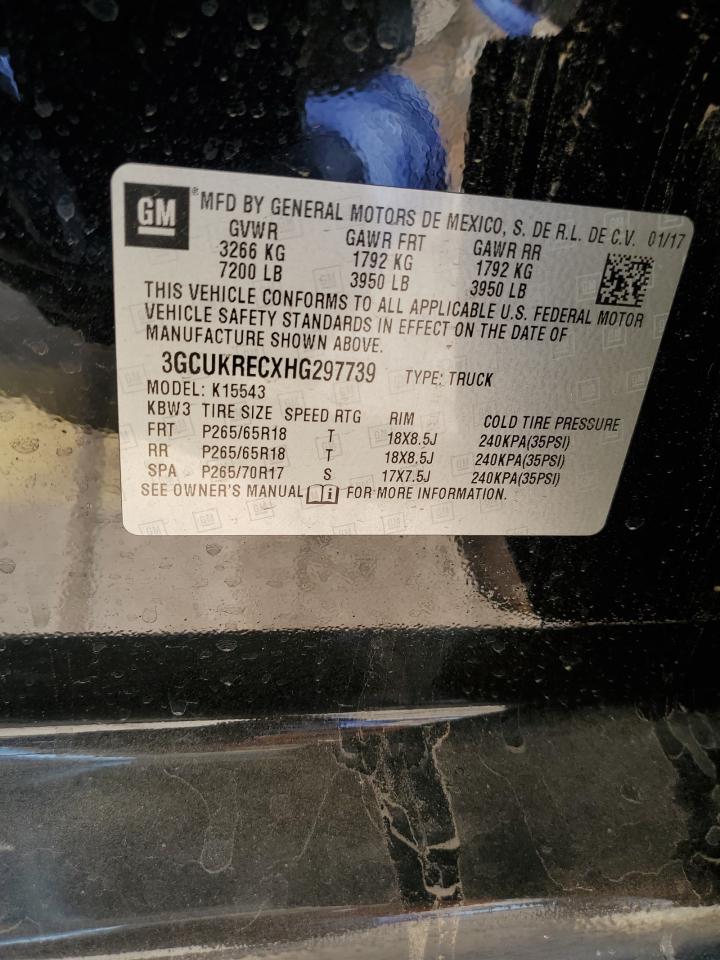 GM ® MFD BY GENERAL MOTORS DE MEXICO, S. DE R.L. DE C.V. 01/17
GVWR GAWR FRT GAWR RR
3266 KG 1792 KG 1792 KG
7200 LB 3950 LB 3950 LB
THIS VEHICLE CONFORMS TO ALL APPLICABLE U.S. FEDERAL MOTOR
VEHICLE SAFETY STANDARDS IN EFFECT ON THE DATE OF
MANUFACTURE SHOWN ABOVE.
3GCUKRECXHG297739 TYPE: TRUCK
MODEL: K15543
KBW3 TIRE SIZE SPEED RTG RIM COLD TIRE PRESSURE
FRT P265/65R18 T 18X8.5J 240KPA(35PSI)
RR P265/65R18 T 18X8.5J 240KPA(35PSI)
SPA P265/70R17 S 17X7.5J 240KPA(35PSI)
SEE OWNER'S MANUAL i FOR MORE INFORMATION.